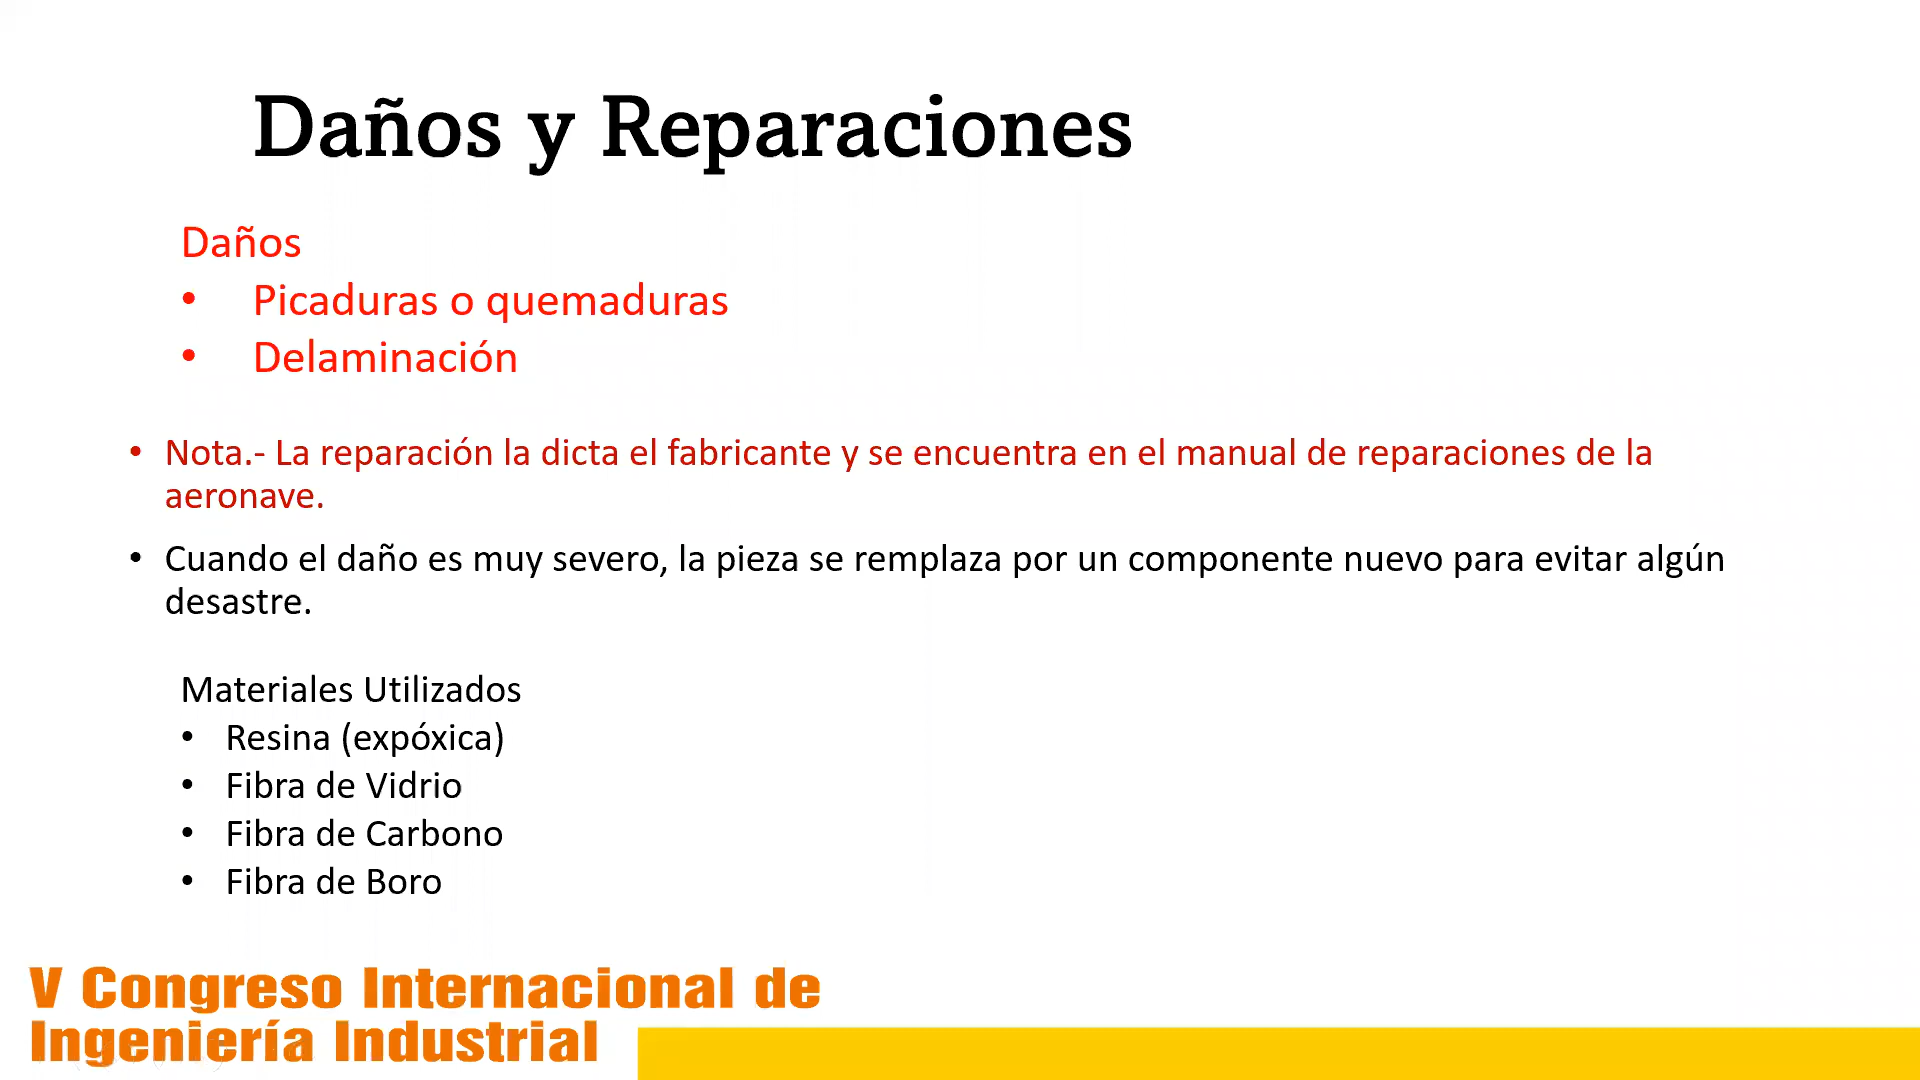 Daños y Reparaciones
Daños
• Picaduras o quemaduras
• Delaminación
• Nota.- La reparación la dicta el fabricante y se encuentra en el manual de reparaciones de la
aeronave.
• Cuando el daño es muy severo, la pieza se remplaza por un componente nuevo para evitar algún
desastre.
Materiales Utilizados
• Resina (expóxica)
• Fibra de Vidrio
• Fibra de Carbono
• Fibra de Boro
V Congreso Internacional de
Ingeniería Industrial